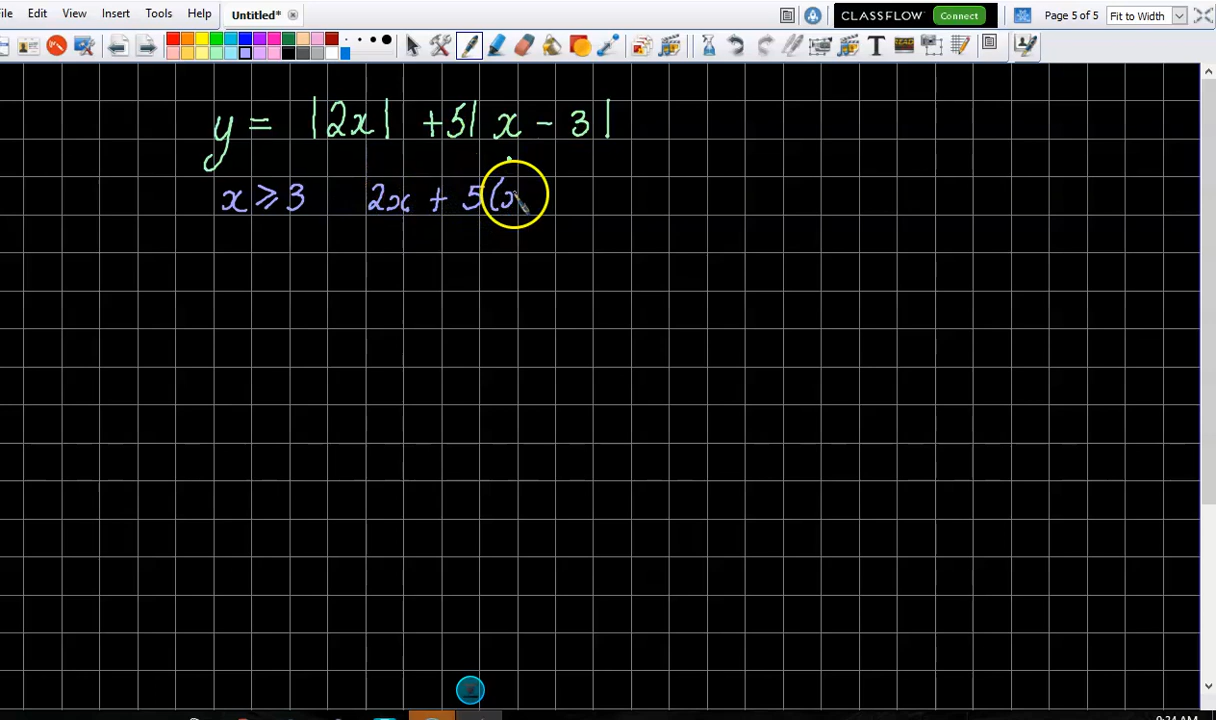 File Edit View Insert Tools Help Untitled* CLASSFLOW Connect Page 5 of 5 Fit to Width
y = |2x| + 5|x - 3|
x ⩾ 3 2x + 5(x